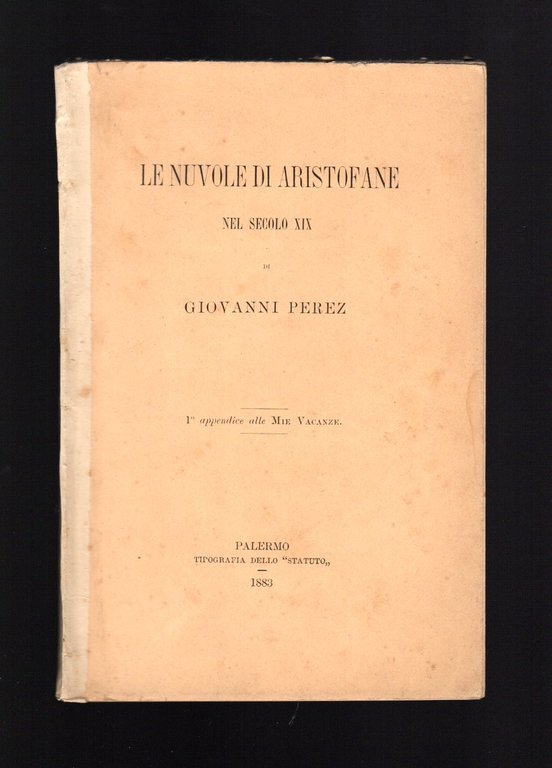 LE NUVOLE DI ARISTOFANE
NEL SECOLO XIX
DI
GIOVANNI PEREZ
1ª appendice alle MIE VACANZE.
PALERMO
TIPOGRAFIA DELLO "STATUTO„
1883